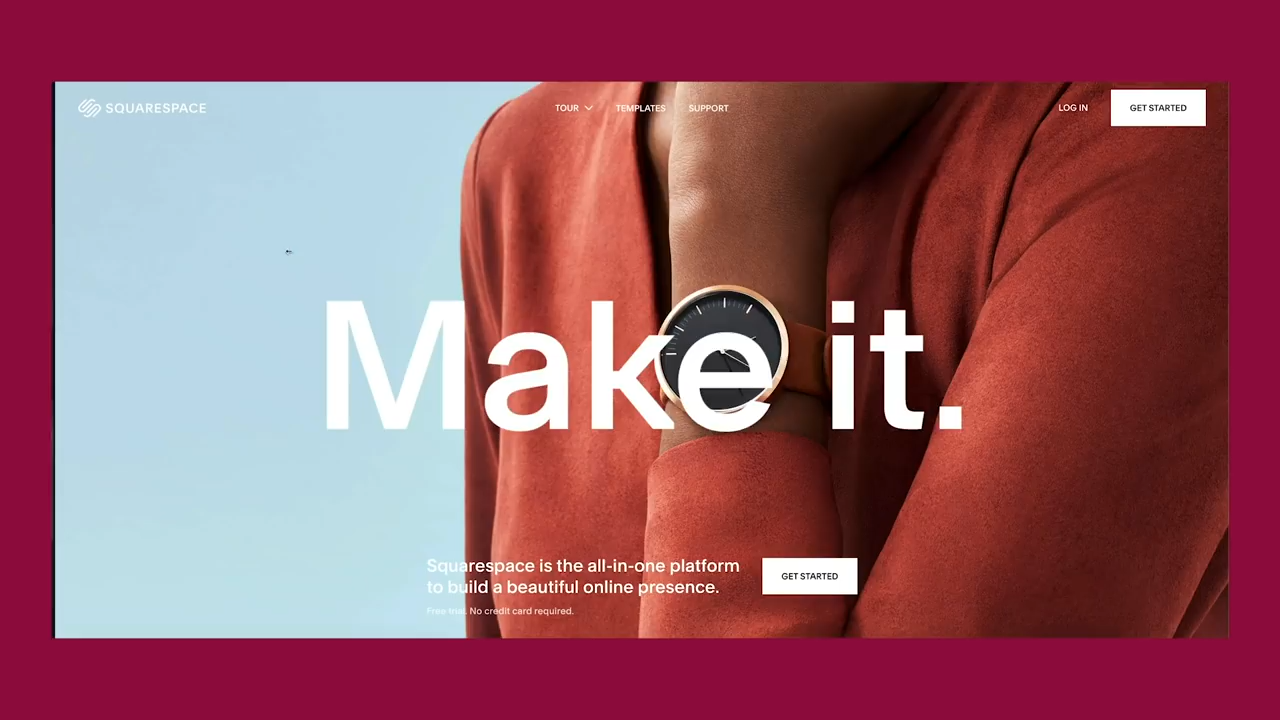 SQUARESPACE
TOUR TEMPLATES SUPPORT
LOG IN GET STARTED
Make it.
Squarespace is the all-in-one platform
to build a beautiful online presence.
GET STARTED
Free trial. No credit card required.